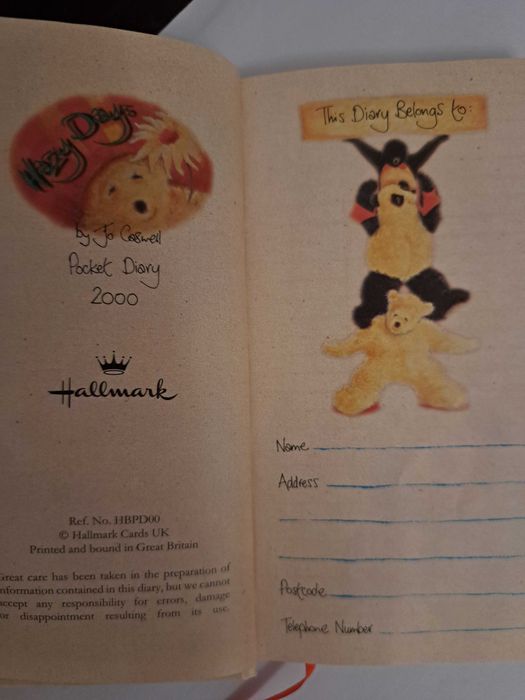 Hazy Days
by Jo Caswell
Pocket Diary
2000
Hallmark
Ref. No. HBPD00
© Hallmark Cards UK
Printed and bound in Great Britain
Great care has been taken in the preparation of
information contained in this diary, but we cannot
accept any responsibility for errors, damage
or disappointment resulting from its use.
This Diary Belongs to:
Name
Address
Postcode
Telephone Number